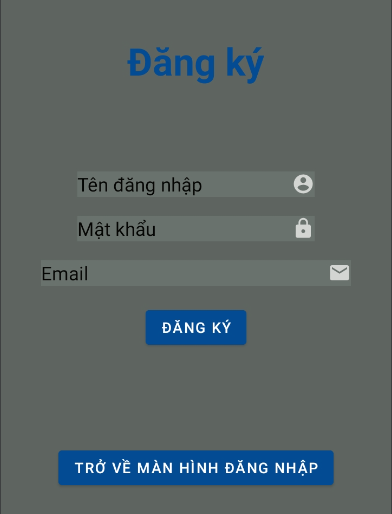 Đăng ký
Tên đăng nhập
Mật khẩu
Email
ĐĂNG KÝ
TRỞ VỀ MÀN HÌNH ĐĂNG NHẬP